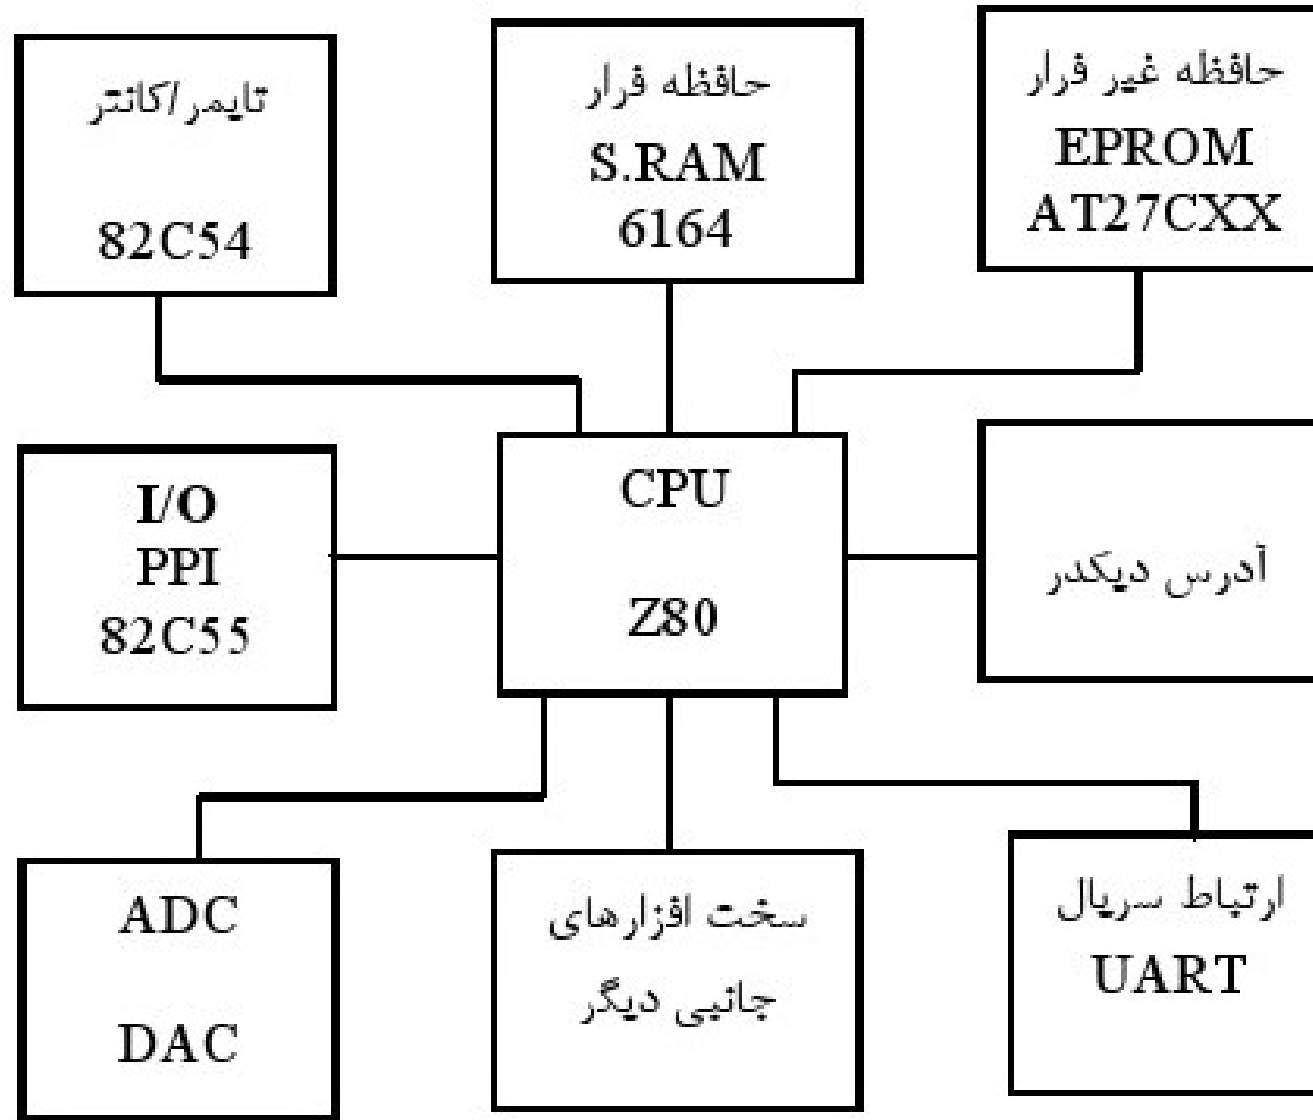 تایمر/کانتر
82C54
حافظه فرار
S.RAM
6164
حافظه غیر فرار
EPROM
AT27CXX
I/O
PPI
82C55
CPU
Z80
آدرس دیکدر
ADC
DAC
سخت افزارهای
جانبی دیگر
ارتباط سریال
UART